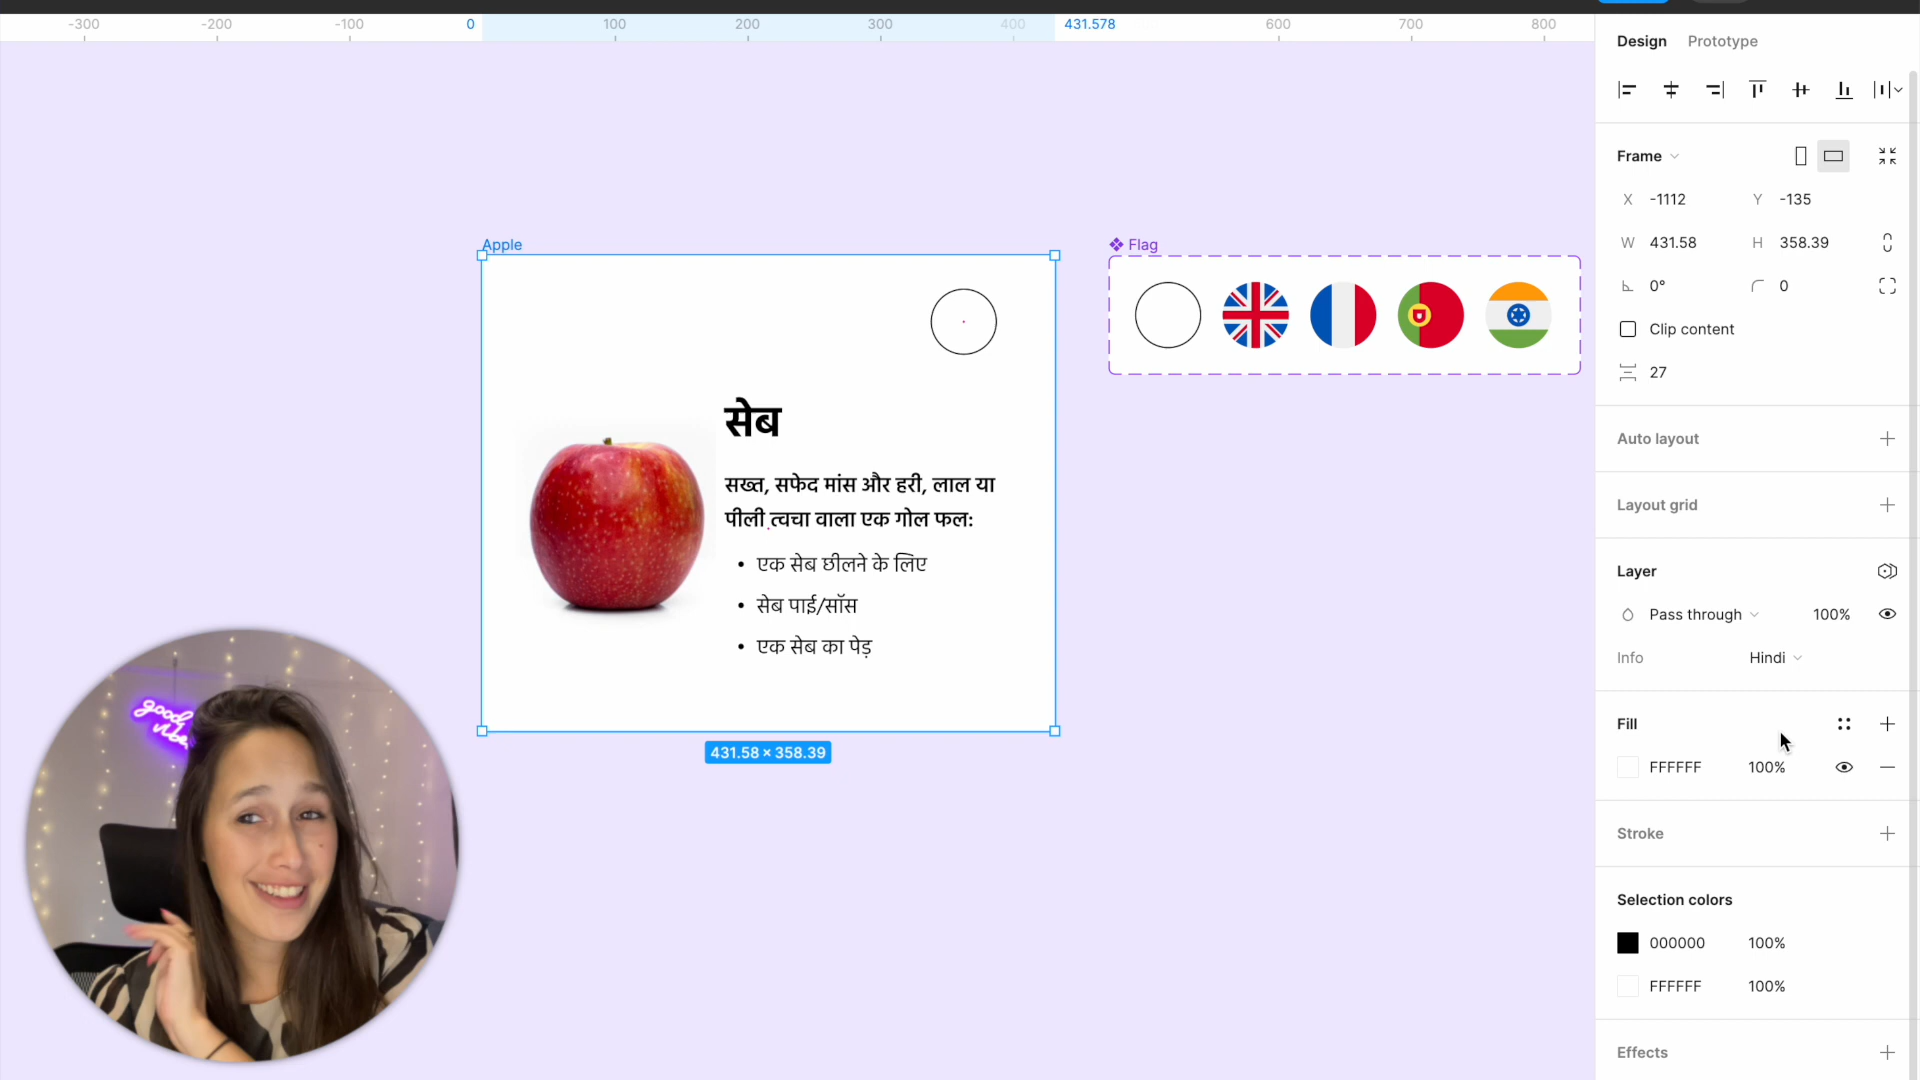 -300
-200
-100
0
100
200
300
400
431.578
600
700
800
Design
Prototype
Frame
X -1112
Y -135
W 431.58
H 358.39
0°
0
Clip content
27
Auto layout
Layout grid
Layer
Pass through
100%
Info
Hindi
Fill
FFFFFF
100%
Stroke
Selection colors
000000
100%
FFFFFF
100%
Effects
Apple
Flag
सेब
सख्त, सफेद मांस और हरी, लाल या
पीली त्वचा वाला एक गोल फल:
• एक सेब छीलने के लिए
• सेब पाई/सॉस
• एक सेब का पेड़
431.58 × 358.39
good